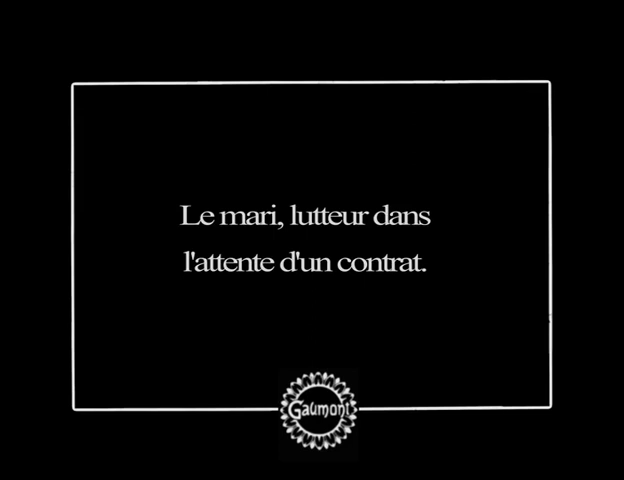 Le mari, lutteur dans
l'attente d'un contrat.
Gaumont